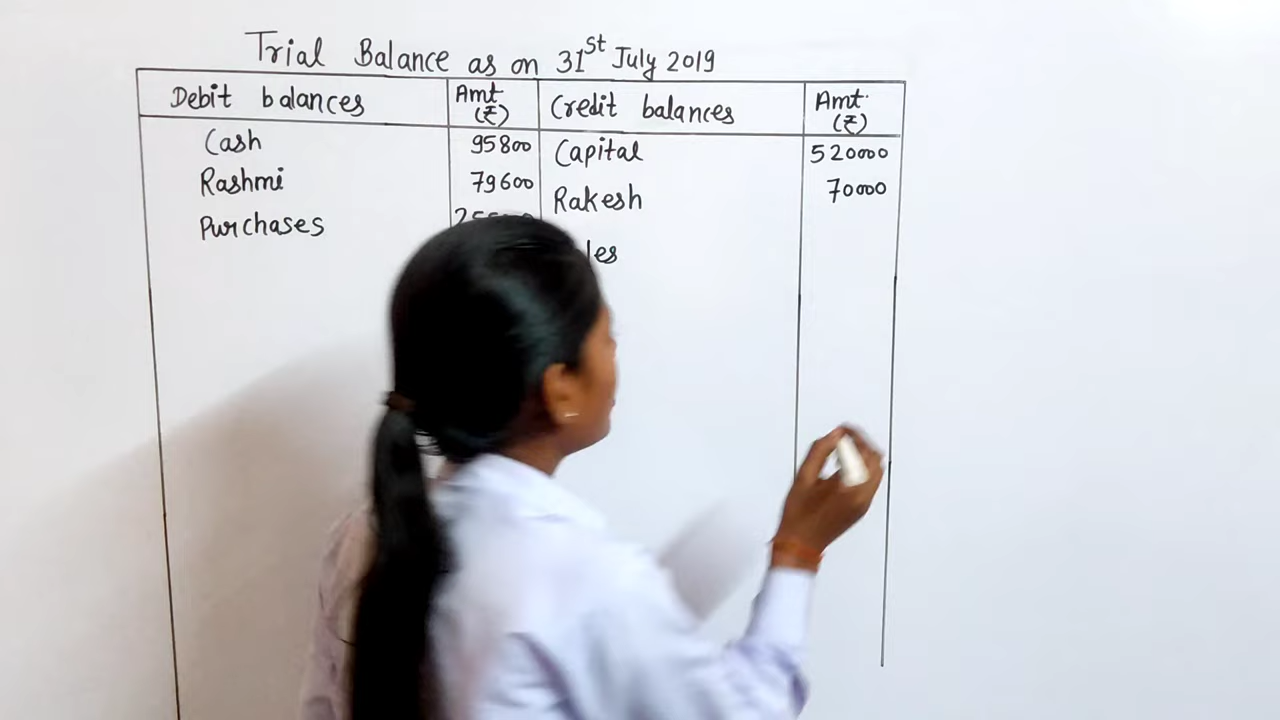 Trial Balance as on 31st July 2019
Debit balances Amt (₹) Credit balances Amt. (₹)
Cash 95800 Capital 520000
Rashmi 79600 Rakesh 70000
Purchases